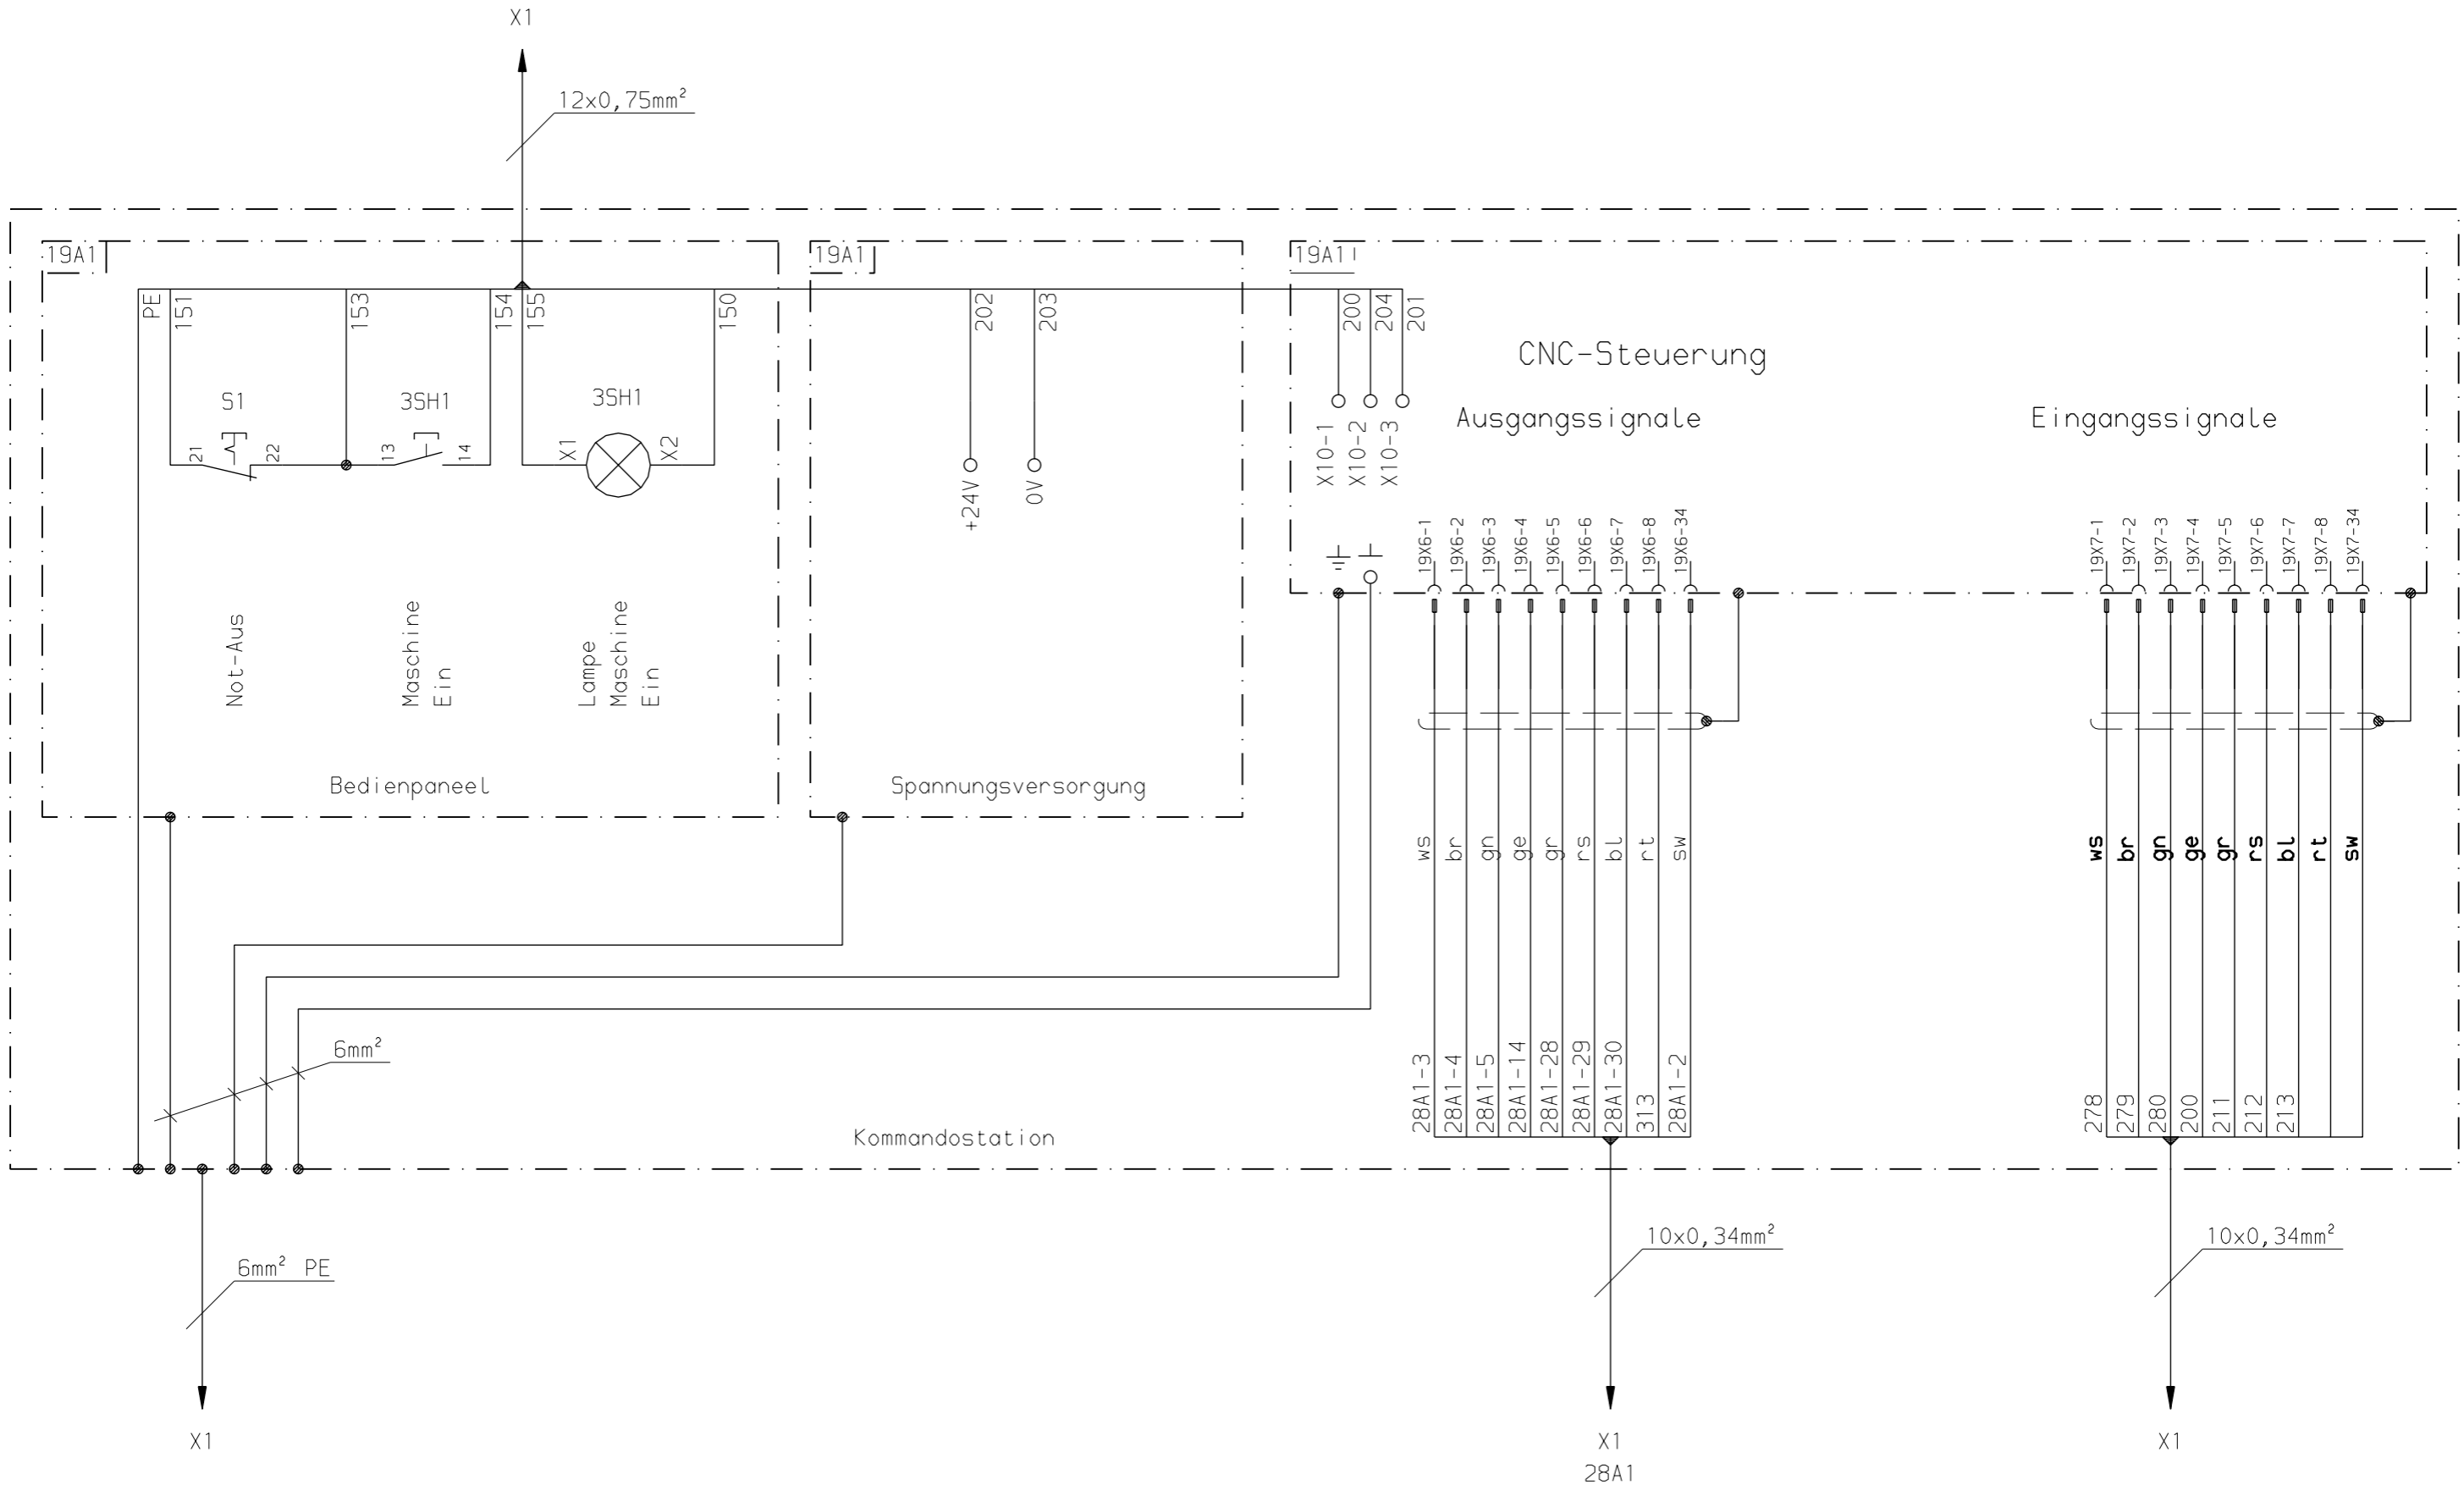 X1
12x0,75mm²
19A1
19A1
19A1
PE
151
153
154
155
150
202
203
200
204
201
CNC-Steuerung
S1
3SH1
3SH1
Ausgangssignale
Eingangssignale
21
22
13
14
X1
X2
+24V
0V
X10-1
X10-2
X10-3
19X6-1
19X6-2
19X6-3
19X6-4
19X6-5
19X6-6
19X6-7
19X6-8
19X6-34
19X7-1
19X7-2
19X7-3
19X7-4
19X7-5
19X7-6
19X7-7
19X7-8
19X7-34
Not-Aus
Maschine
Ein
Lampe
Maschine
Ein
Bedienpaneel
Spannungsversorgung
ws
br
gn
ge
gr
rs
bl
rt
sw
ws
br
gn
ge
gr
rs
bl
rt
sw
6mm²
28A1-3
28A1-4
28A1-5
28A1-14
28A1-28
28A1-29
28A1-30
313
28A1-2
278
279
280
200
211
212
213
Kommandostation
6mm² PE
10x0,34mm²
10x0,34mm²
X1
X1
28A1
X1